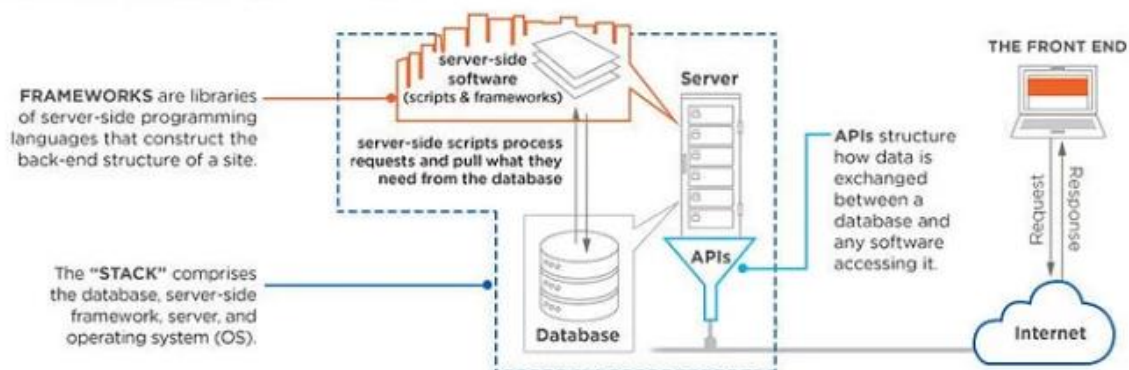 FRAMEWORKS are libraries
of server-side programming
languages that construct the
back-end structure of a site.
The “STACK” comprises
the database, server-side
framework, server, and
operating system (OS).
server-side
software
(scripts & frameworks)
server-side scripts process
requests and pull what they
need from the database
Database
Server
APIs
APIs structure
how data is
exchanged
between a
database and
any software
accessing it.
THE FRONT END
Request
Response
Internet